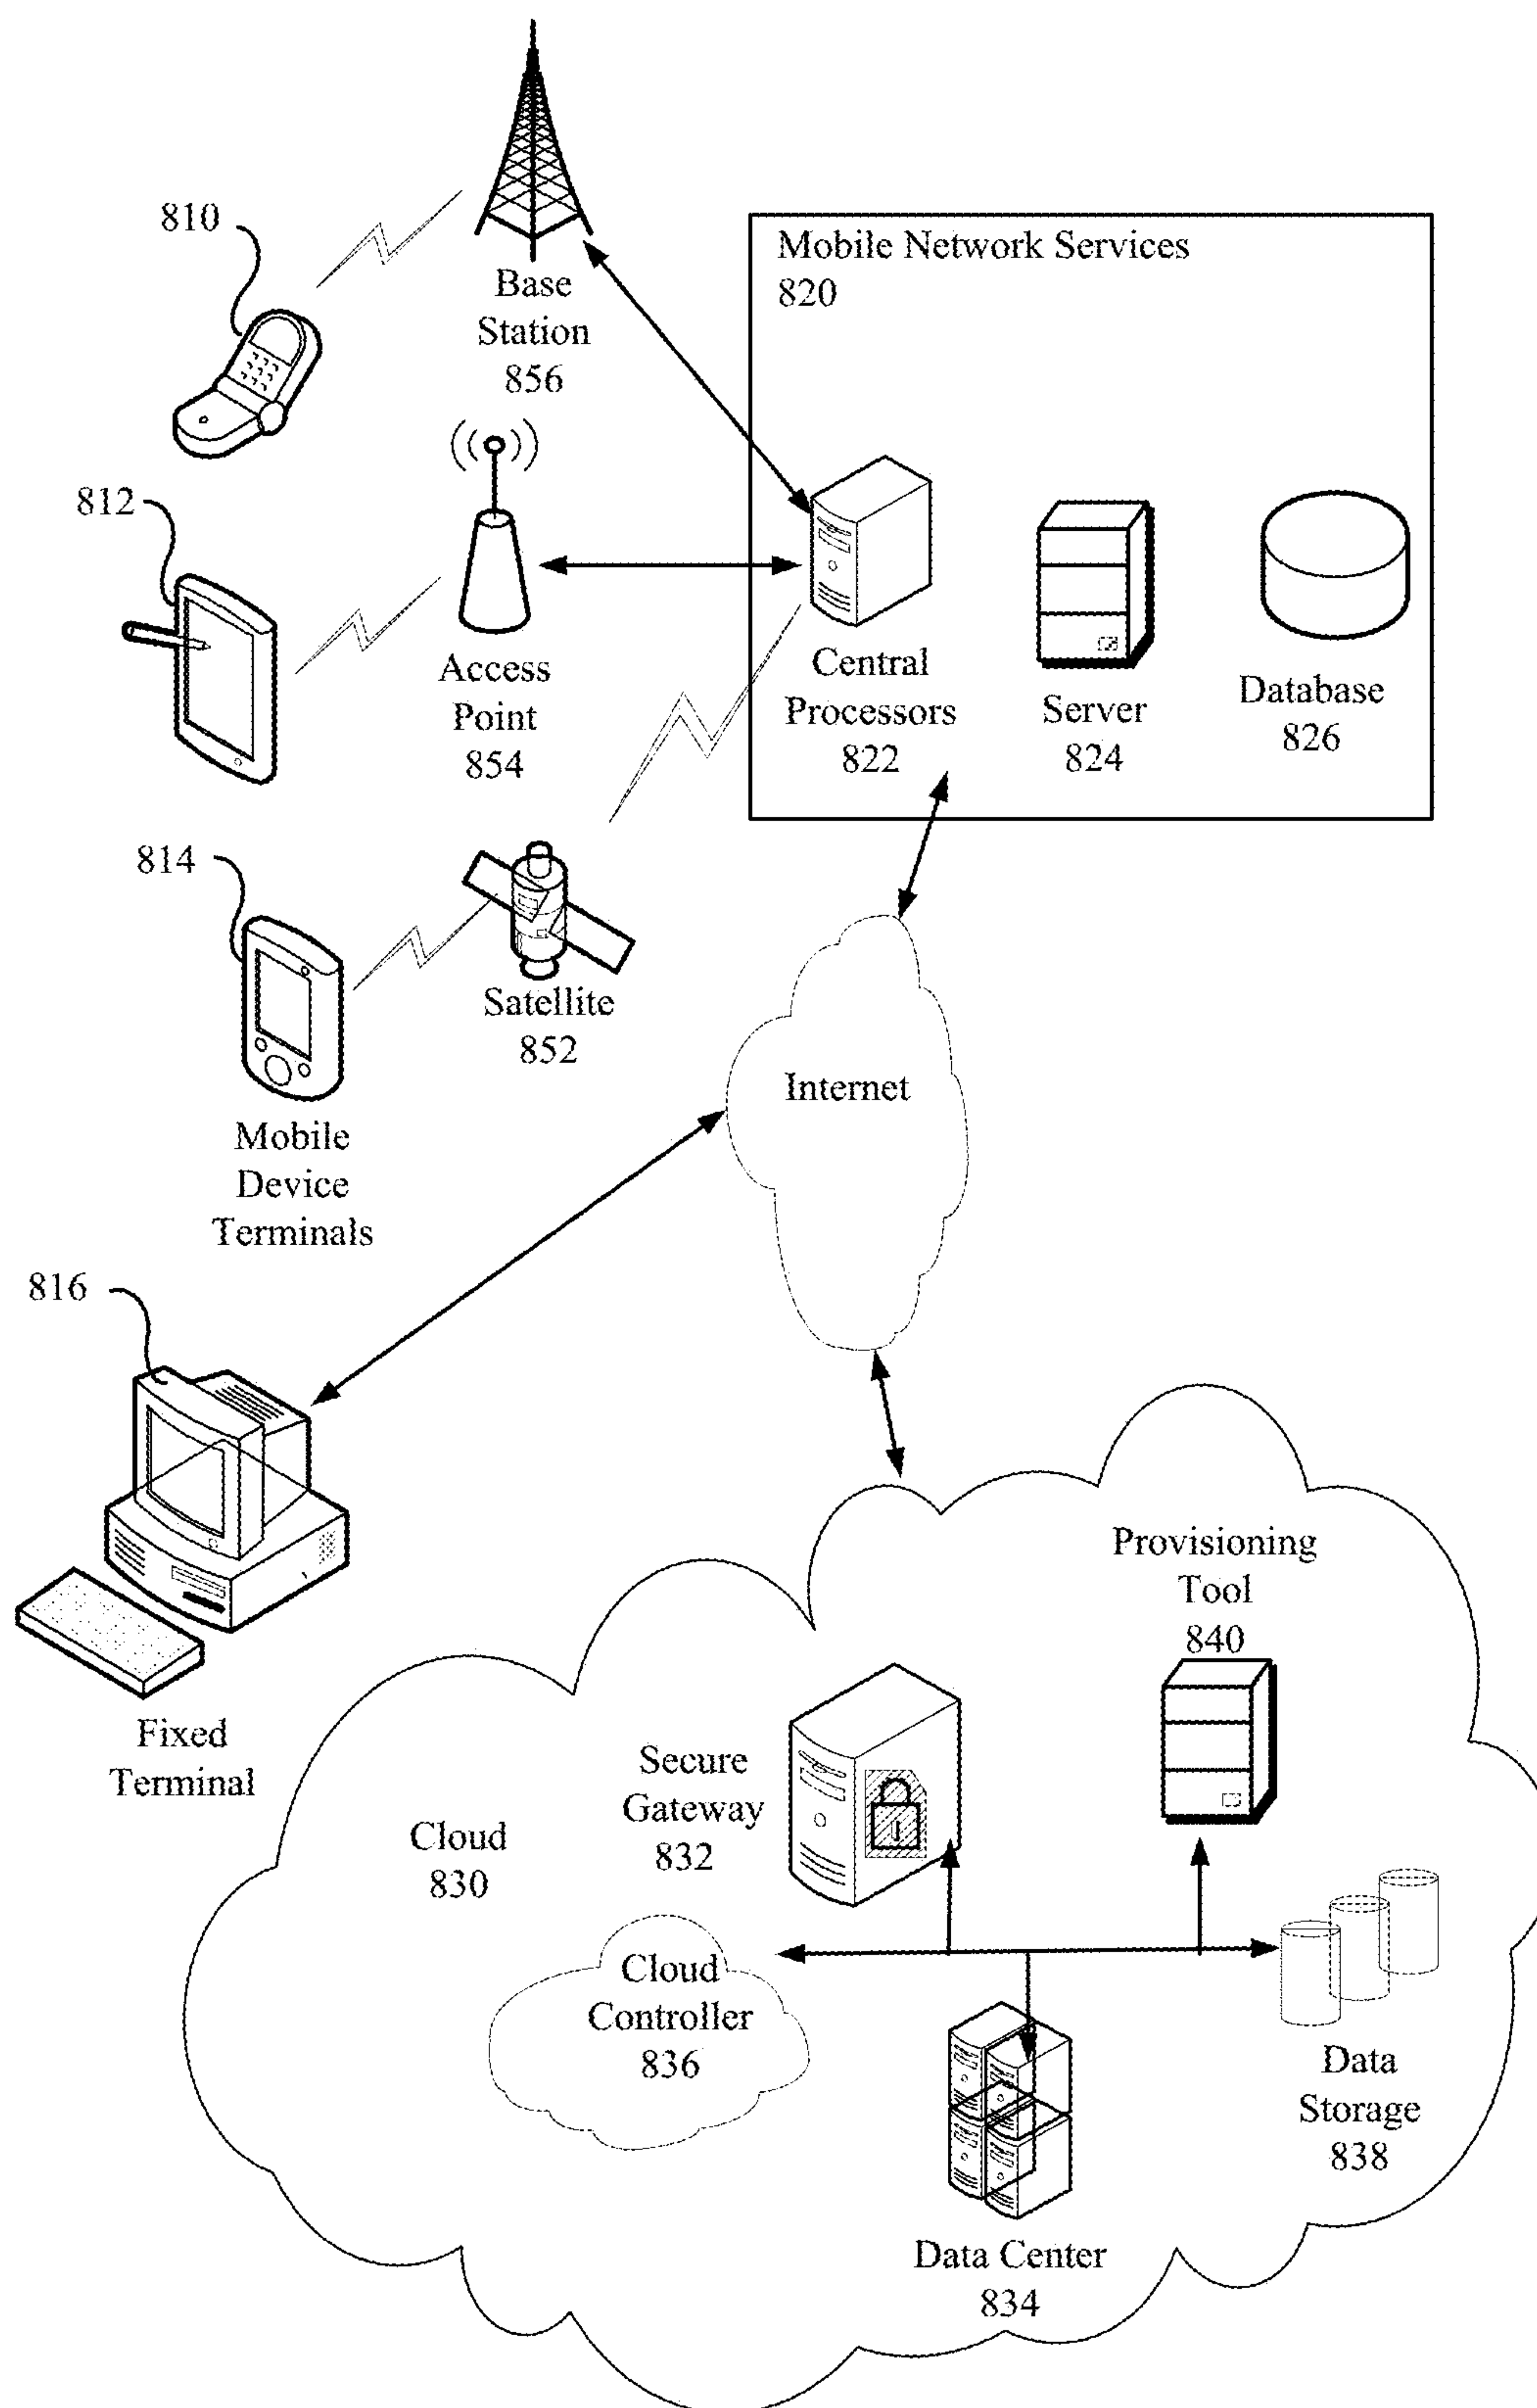 810
Base
Station
856
Mobile Network Services
820
812
Access
Point
854
Central
Processors
822
Server
824
Database
826
814
Satellite
852
Mobile
Device
Terminals
Internet
816
Fixed
Terminal
Provisioning
Tool
840
Secure
Gateway
832
Cloud
830
Cloud
Controller
836
Data
Storage
838
Data Center
834